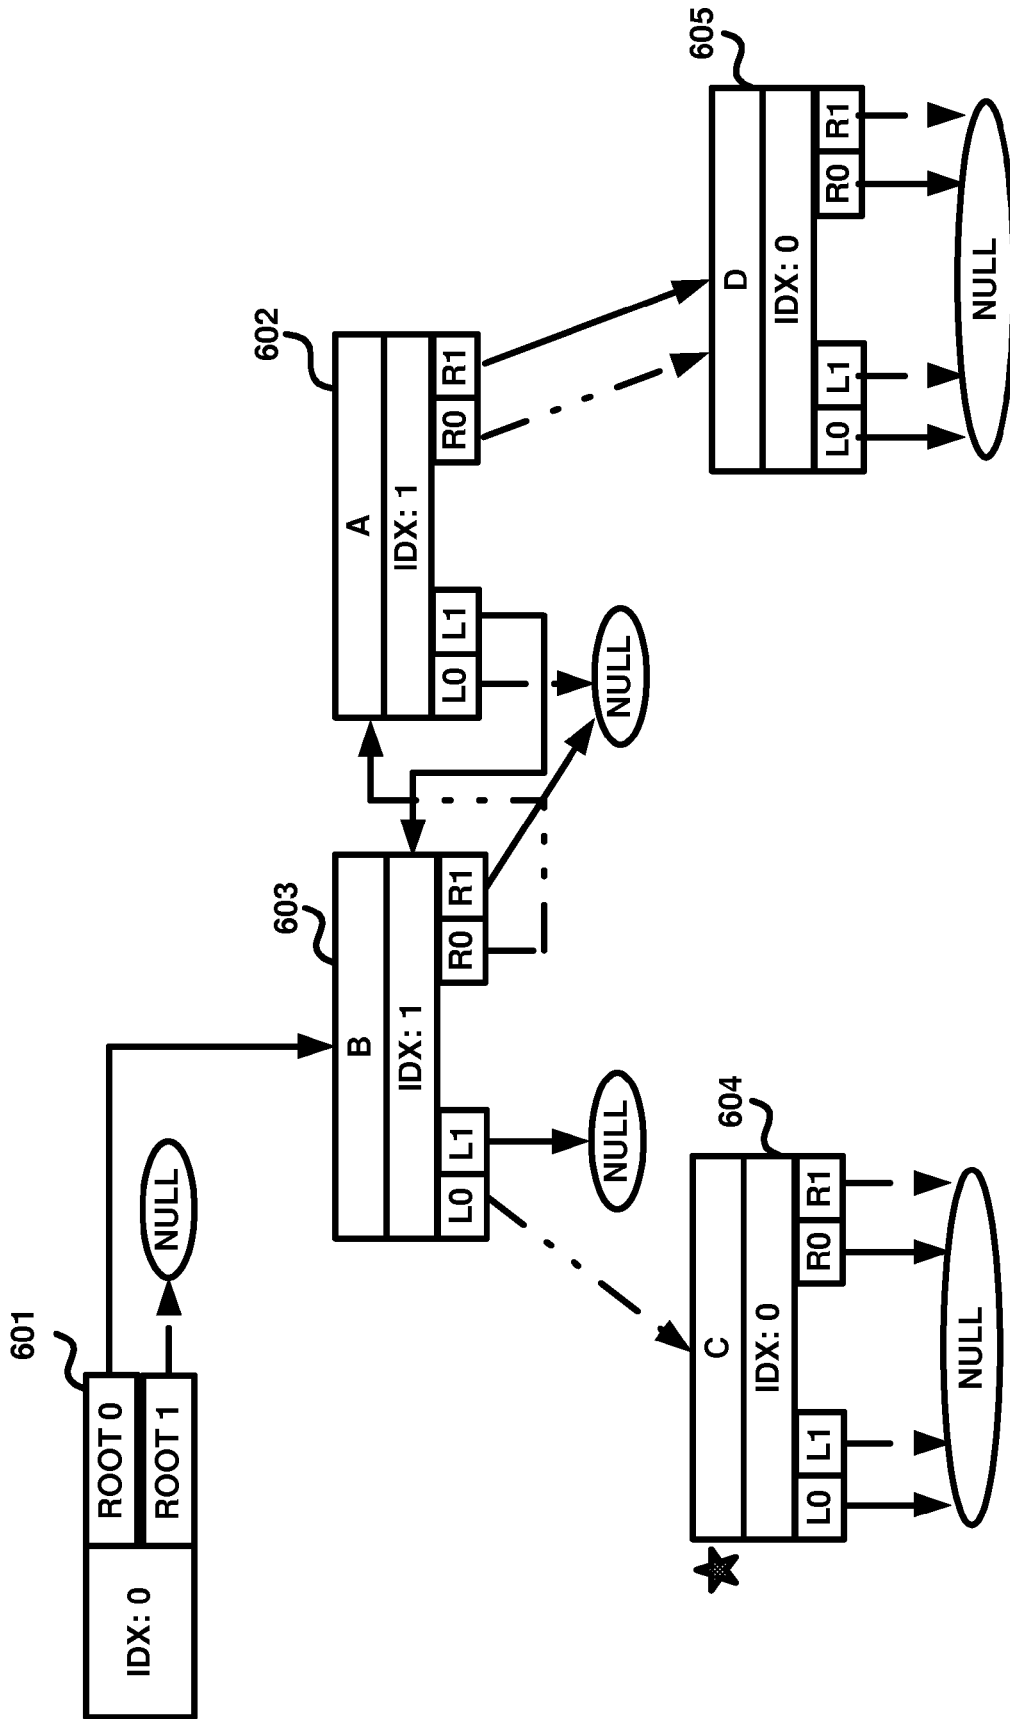 601
IDX: 0
ROOT 0
ROOT 1
NULL
603
B
IDX: 1
L0 L1 R0 R1
602
A
IDX: 1
L0 L1 R0 R1
NULL
NULL
604
C
IDX: 0
L0 L1 R0 R1
NULL
605
D
IDX: 0
L0 L1 R0 R1
NULL